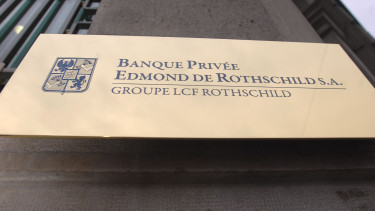 BANQUE PRIVÉE
EDMOND DE ROTHSCHILD S.A.
GROUPE LCF ROTHSCHILD